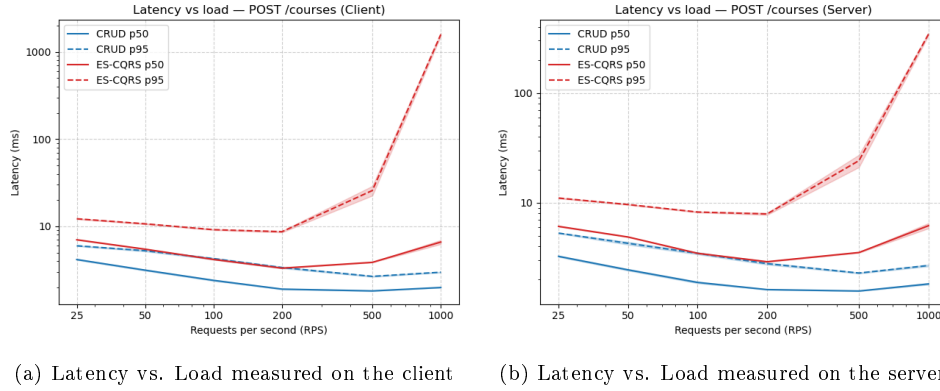 Latency vs load — POST /courses (Client)
CRUD p50
CRUD p95
ES-CQRS p50
ES-CQRS p95
Latency (ms)
1000
100
10
25
50
100
200
500
1000
Requests per second (RPS)
(a) Latency vs. Load measured on the client
Latency vs load — POST /courses (Server)
CRUD p50
CRUD p95
ES-CQRS p50
ES-CQRS p95
Latency (ms)
100
10
25
50
100
200
500
1000
Requests per second (RPS)
(b) Latency vs. Load measured on the server